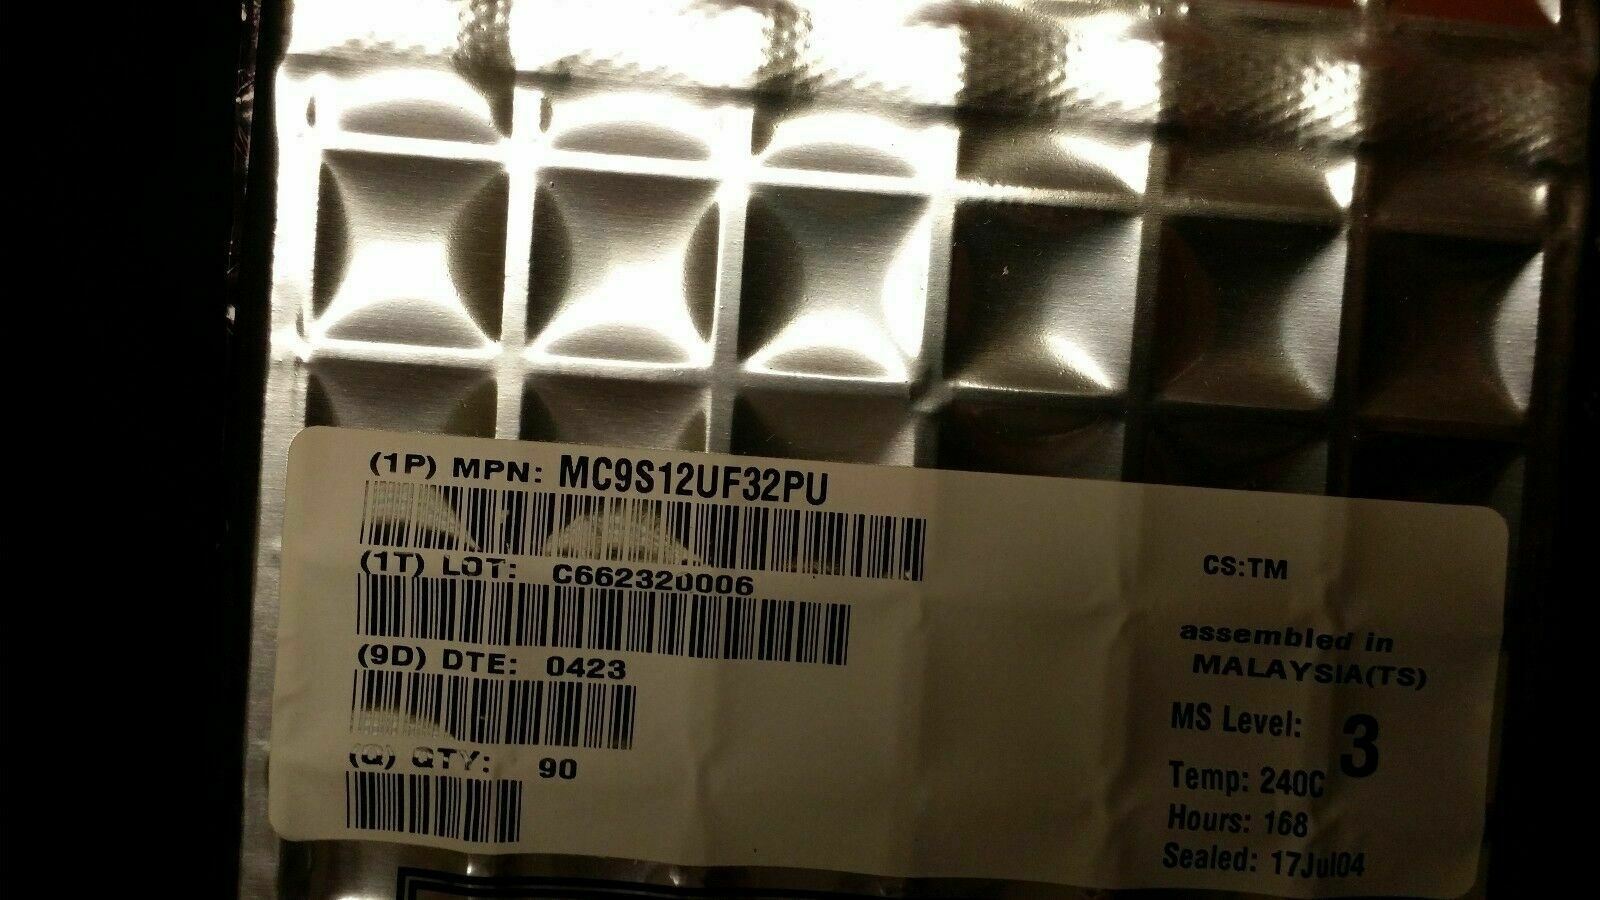 (1P) MPN: MC9S12UF32PU
(1T) LOT: C662320006
(9D) DTE: 0423
(Q) QTY: 90
CS:TM
assembled in
MALAYSIA(TS)
MS Level: 3
Temp: 240C
Hours: 168
Sealed: 17Jul04